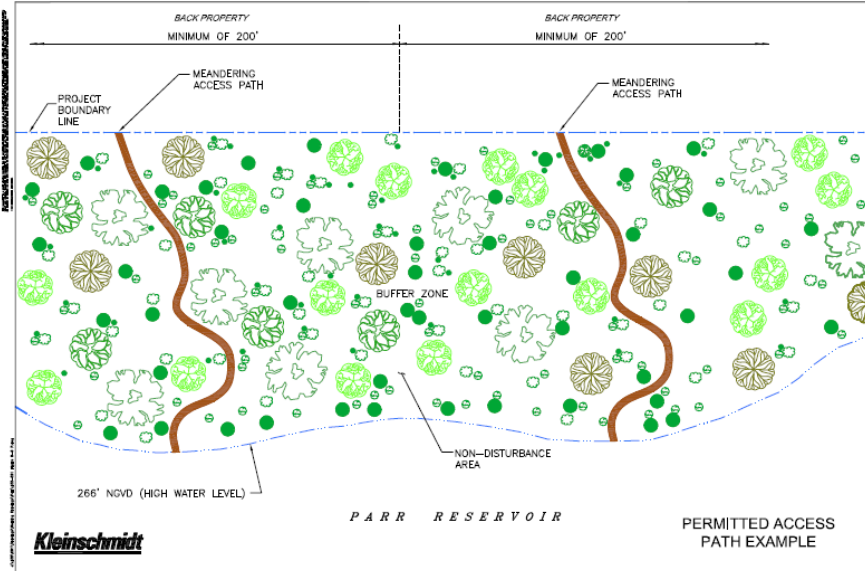 BACK PROPERTY
BACK PROPERTY
MINIMUM OF 200'
MINIMUM OF 200'
MEANDERING
ACCESS PATH
MEANDERING
ACCESS PATH
PROJECT
BOUNDARY
LINE
BUFFER ZONE
NON-DISTURBANCE
AREA
266' NGVD (HIGH WATER LEVEL)
PARR RESERVOIR
PERMITTED ACCESS
PATH EXAMPLE
Kleinschmidt